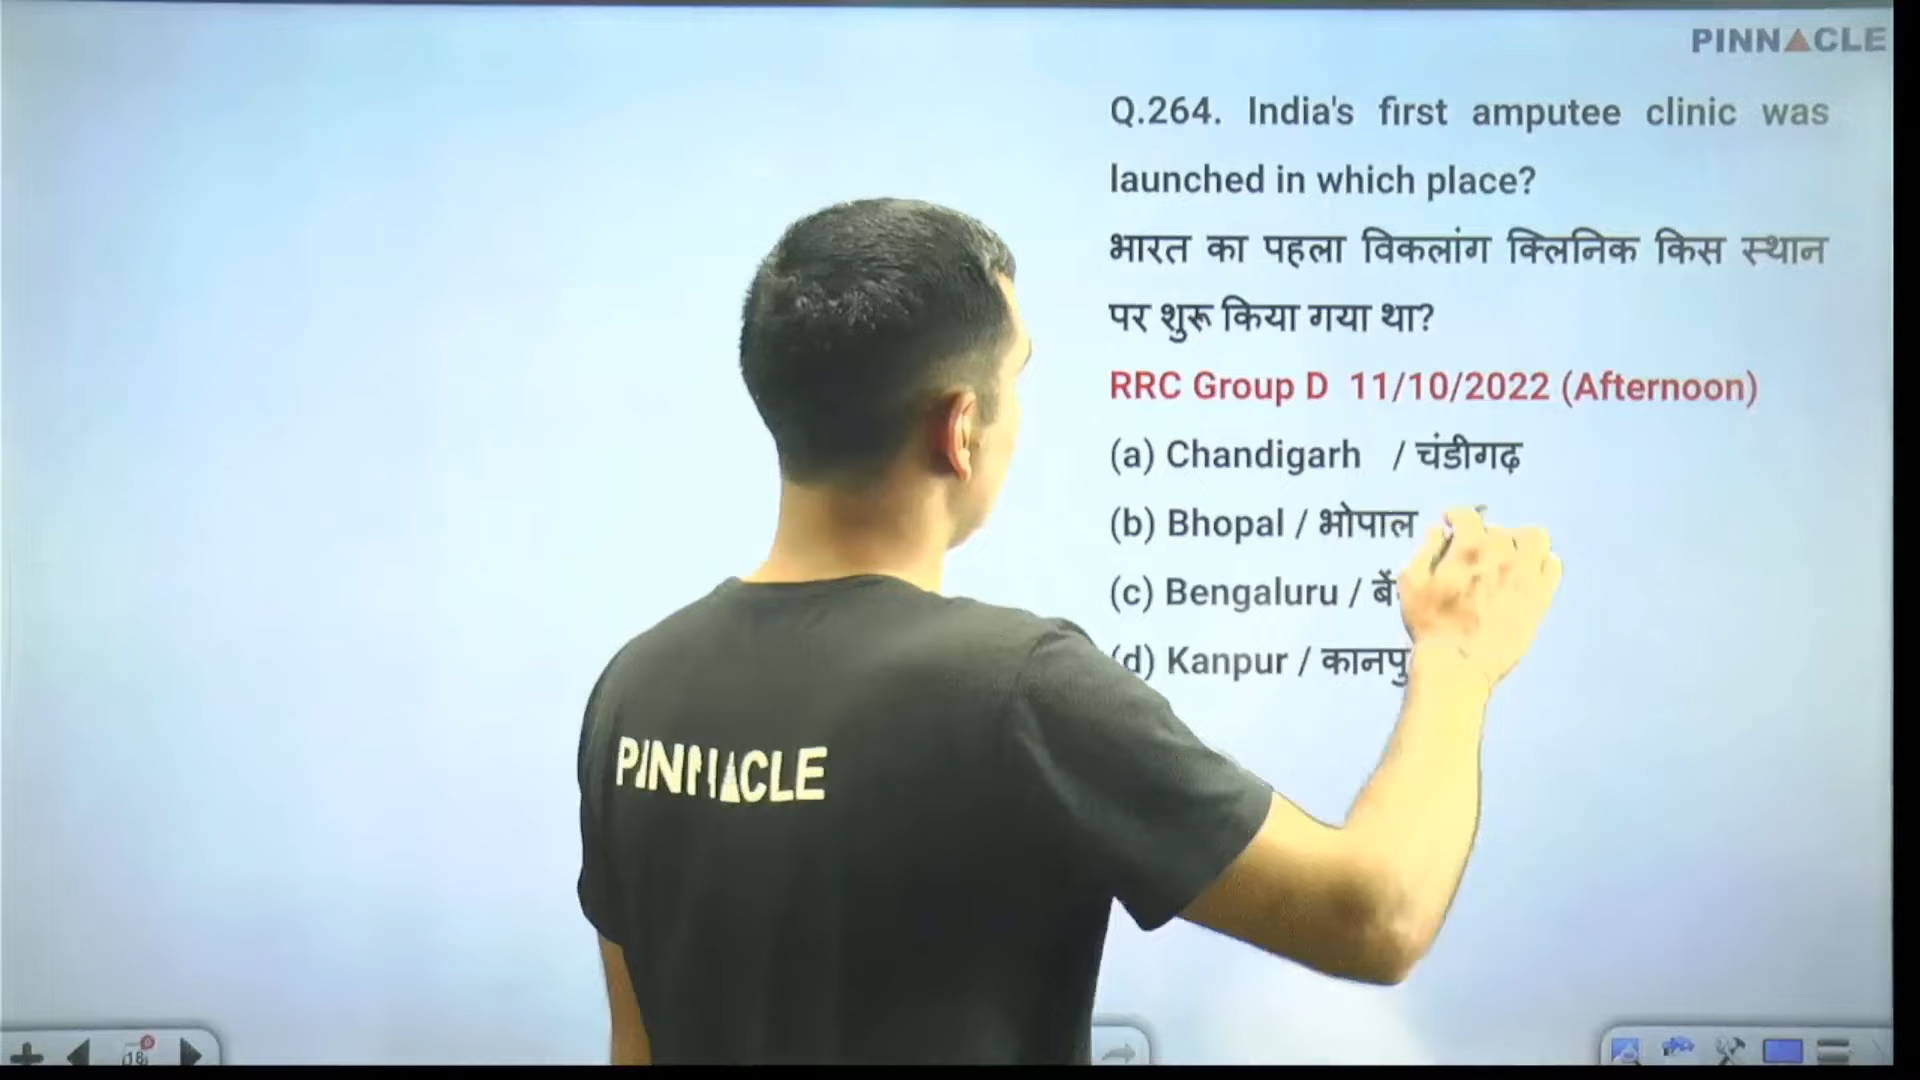 PINNACLE
Q.264. India's first amputee clinic was
launched in which place?
भारत का पहला विकलांग क्लिनिक किस स्थान
पर शुरू किया गया था?
RRC Group D 11/10/2022 (Afternoon)
(a) Chandigarh / चंडीगढ़
(b) Bhopal / भोपाल
(c) Bengaluru /
(d) Kanpur /
PINNACLE
18